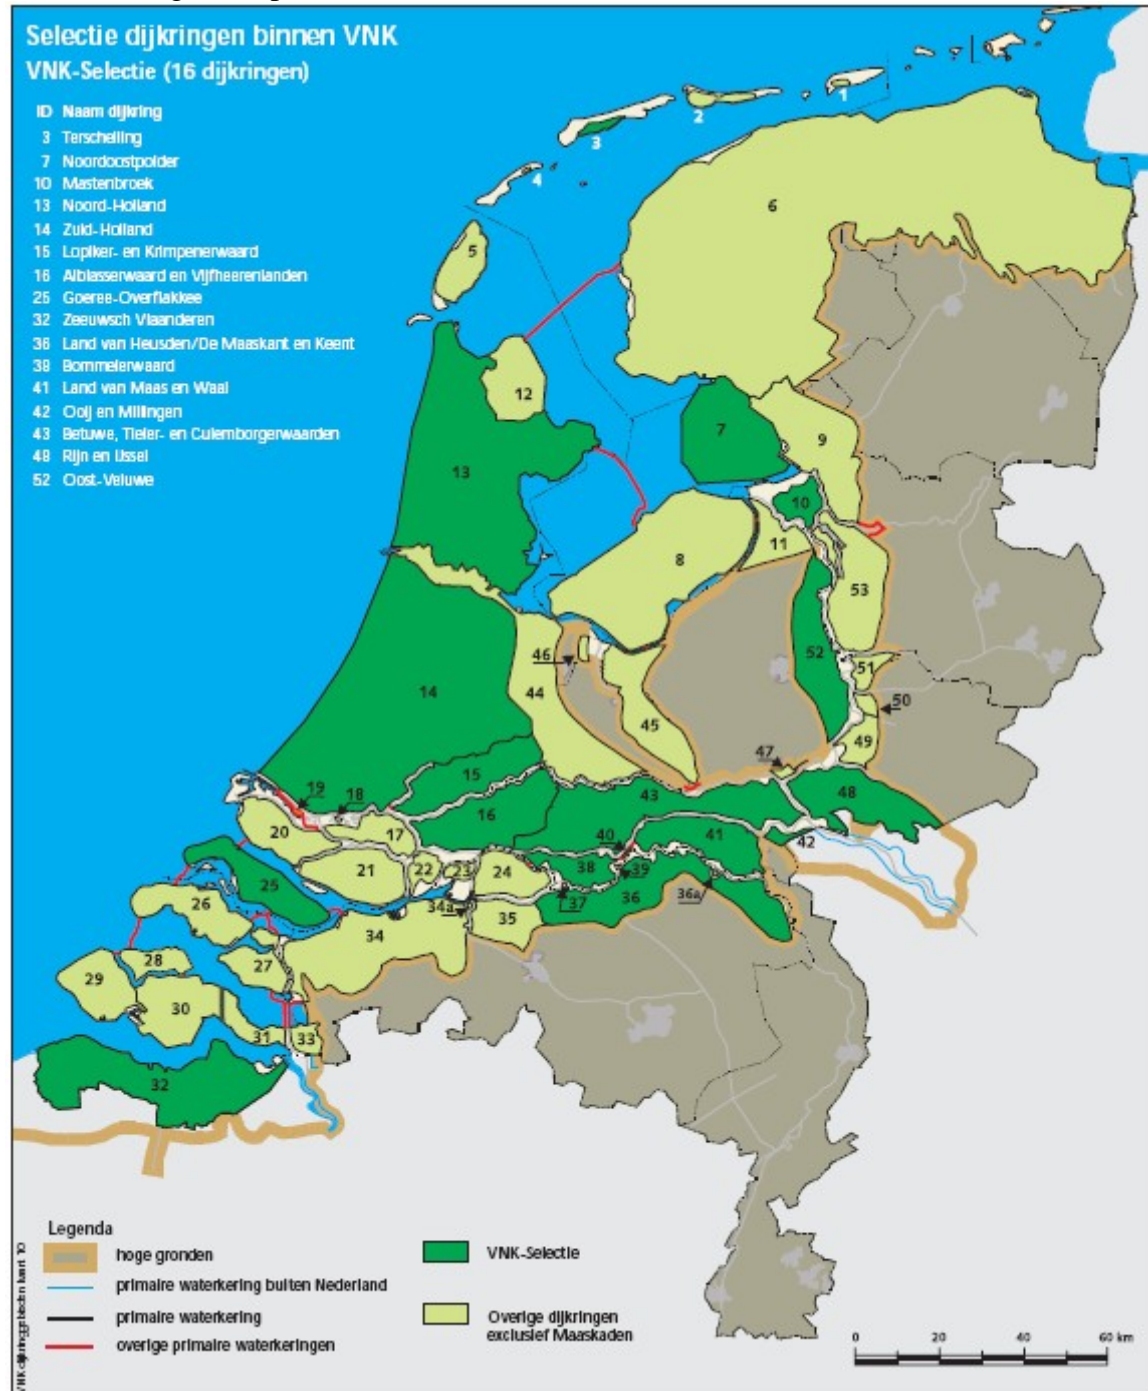 Selectie dijkringen binnen VNK
VNK-Selectie (16 dijkringen)
ID Naam dijkring
3 Terschelling
7 Noordoostpolder
10 Mastenbroek
13 Noord-Holland
14 Zuid-Holland
15 Lopiker- en Krimpenerwaard
16 Alblasserwaard en Vijfheerenlanden
25 Goeree-Overflakkee
32 Zeeuwsch Vlaanderen
36 Land van Heusden/De Maaskant en Keent
38 Bommelerwaard
41 Land van Maas en Waal
42 Ooij en Millingen
43 Betuwe, Tieler- en Culemborgerwaarden
48 Rijn en IJssel
52 Oost-Veluwe
1
2
3
4
5
6
12
7
9
13
10
8
11
53
52
46
44
14
45
51
50
49
47
15
48
19
18
43
20
17
16
40
41
42
21
22
23
24
38
39
25
34a
37
36
36a
26
35
34
27
28
29
30
31
33
32
Legenda
hoge gronden
primaire waterkering buiten Nederland
primaire waterkering
overige primaire waterkeringen
VNK-Selectie
Overige dijkringen
exclusief Maaskaden
0 20 40 60 km
VNK-dijkringgebieden kaart 10